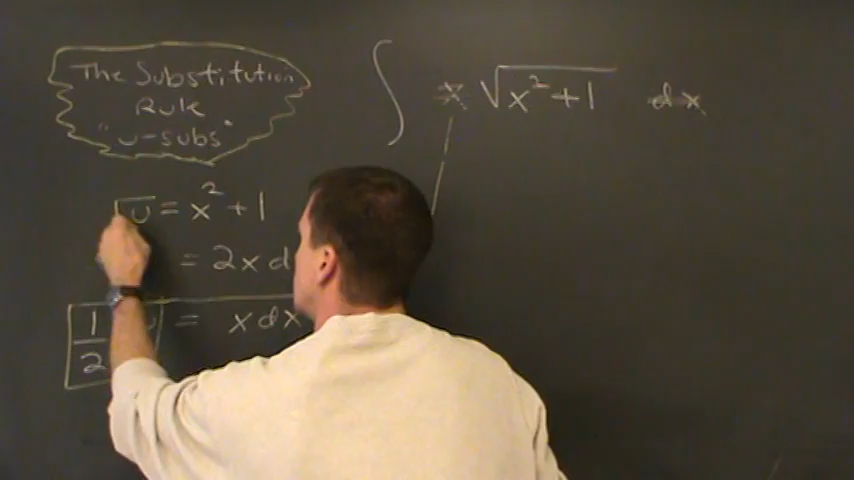 The Substitution
Rule
"u-subs"
∫ x √x² + 1 dx
u = x² + 1
= 2x d
1/2 u = x dx